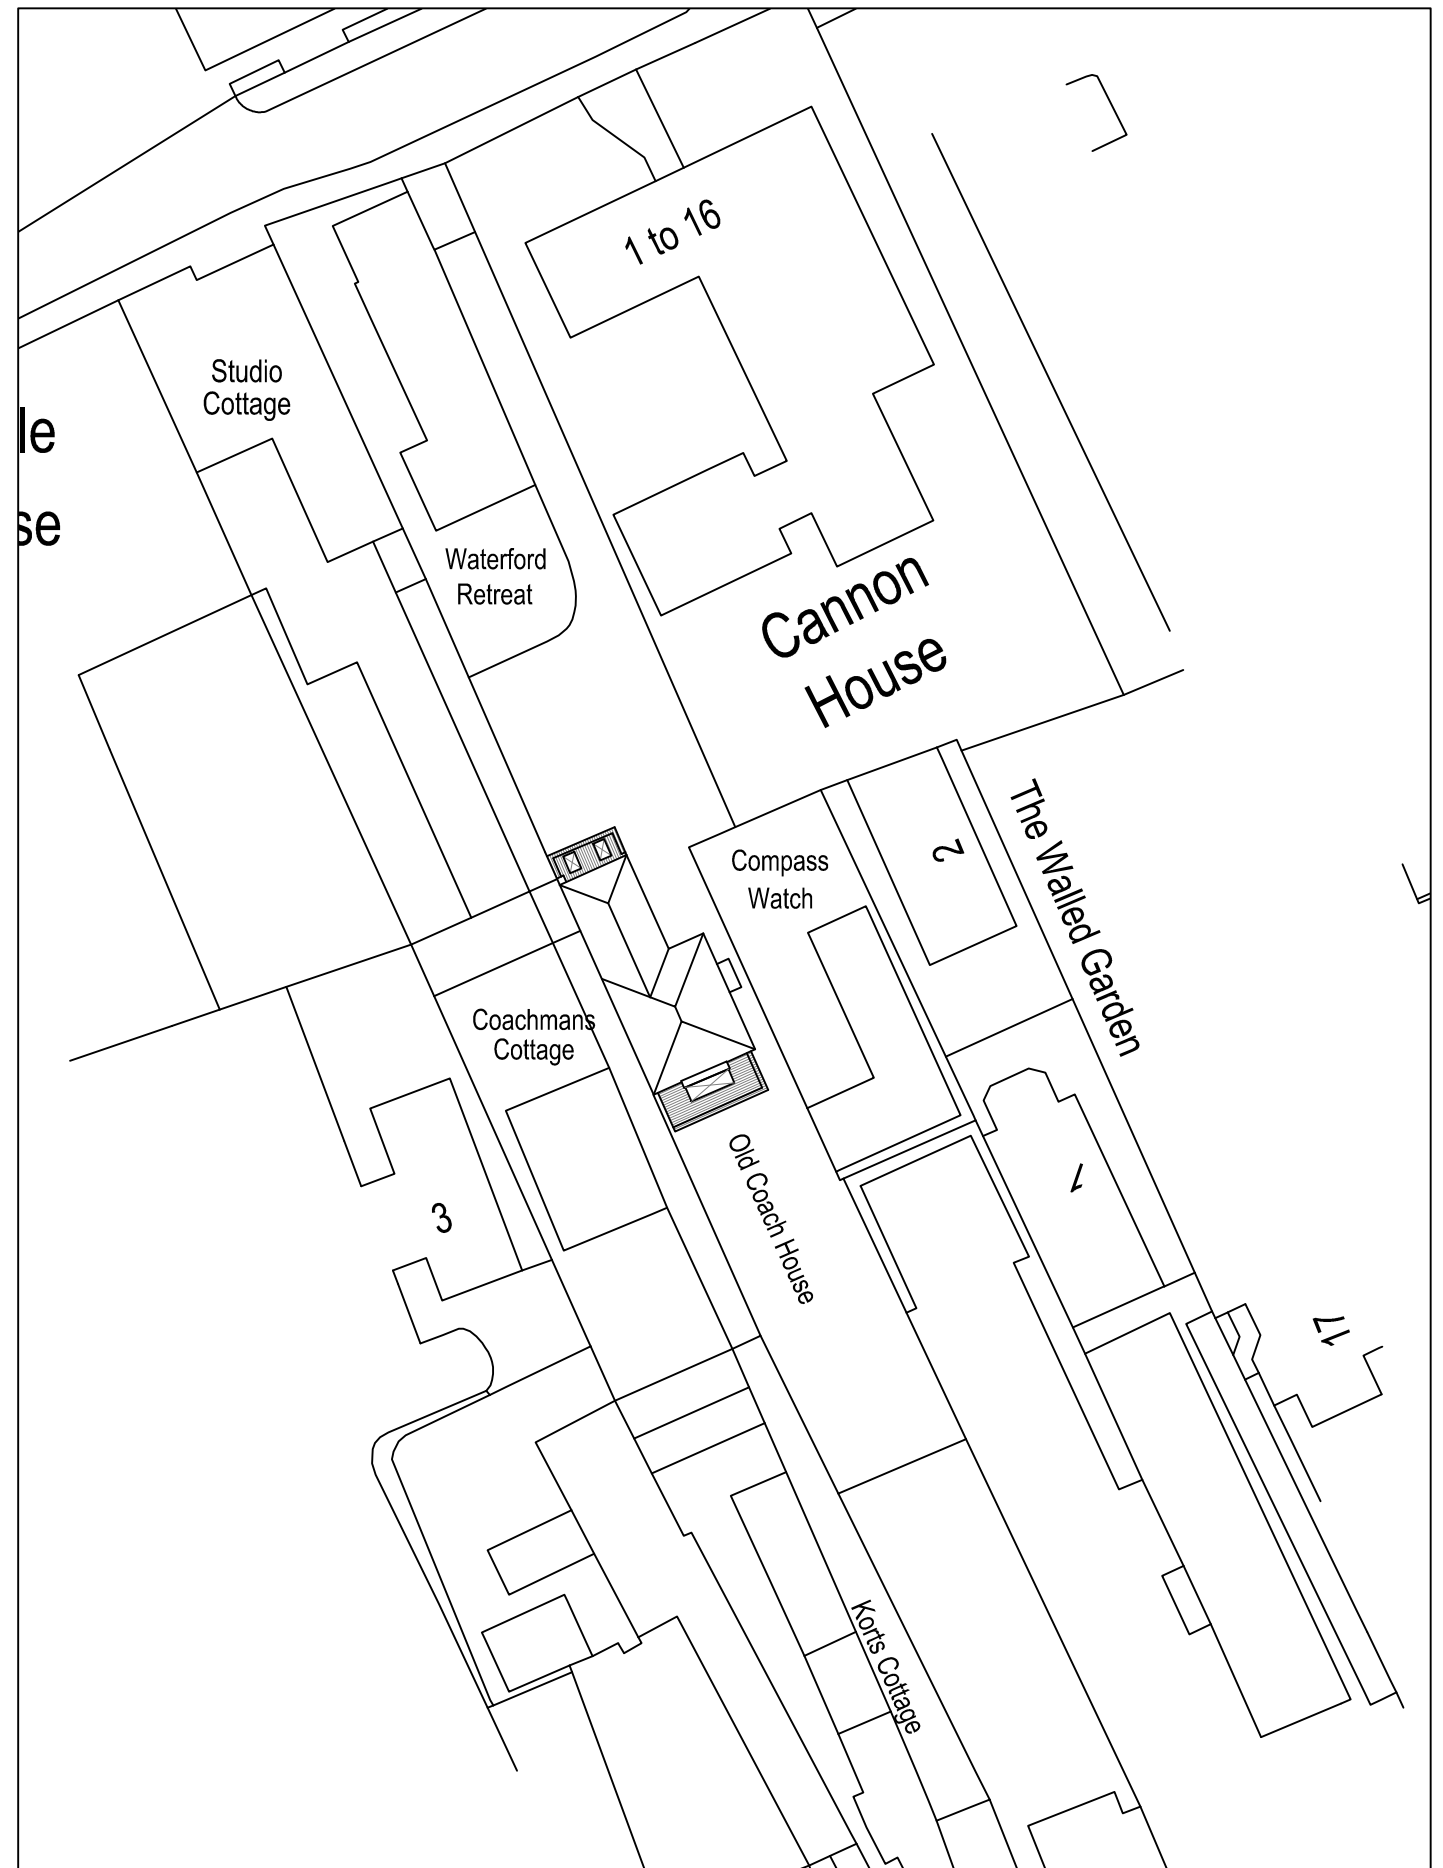 1 to 16
Studio
Cottage
le
se
Waterford
Retreat
Cannon
House
Compass
Watch
2
The Walled Garden
Coachmans
Cottage
Old Coach House
1
3
17
Korts Cottage